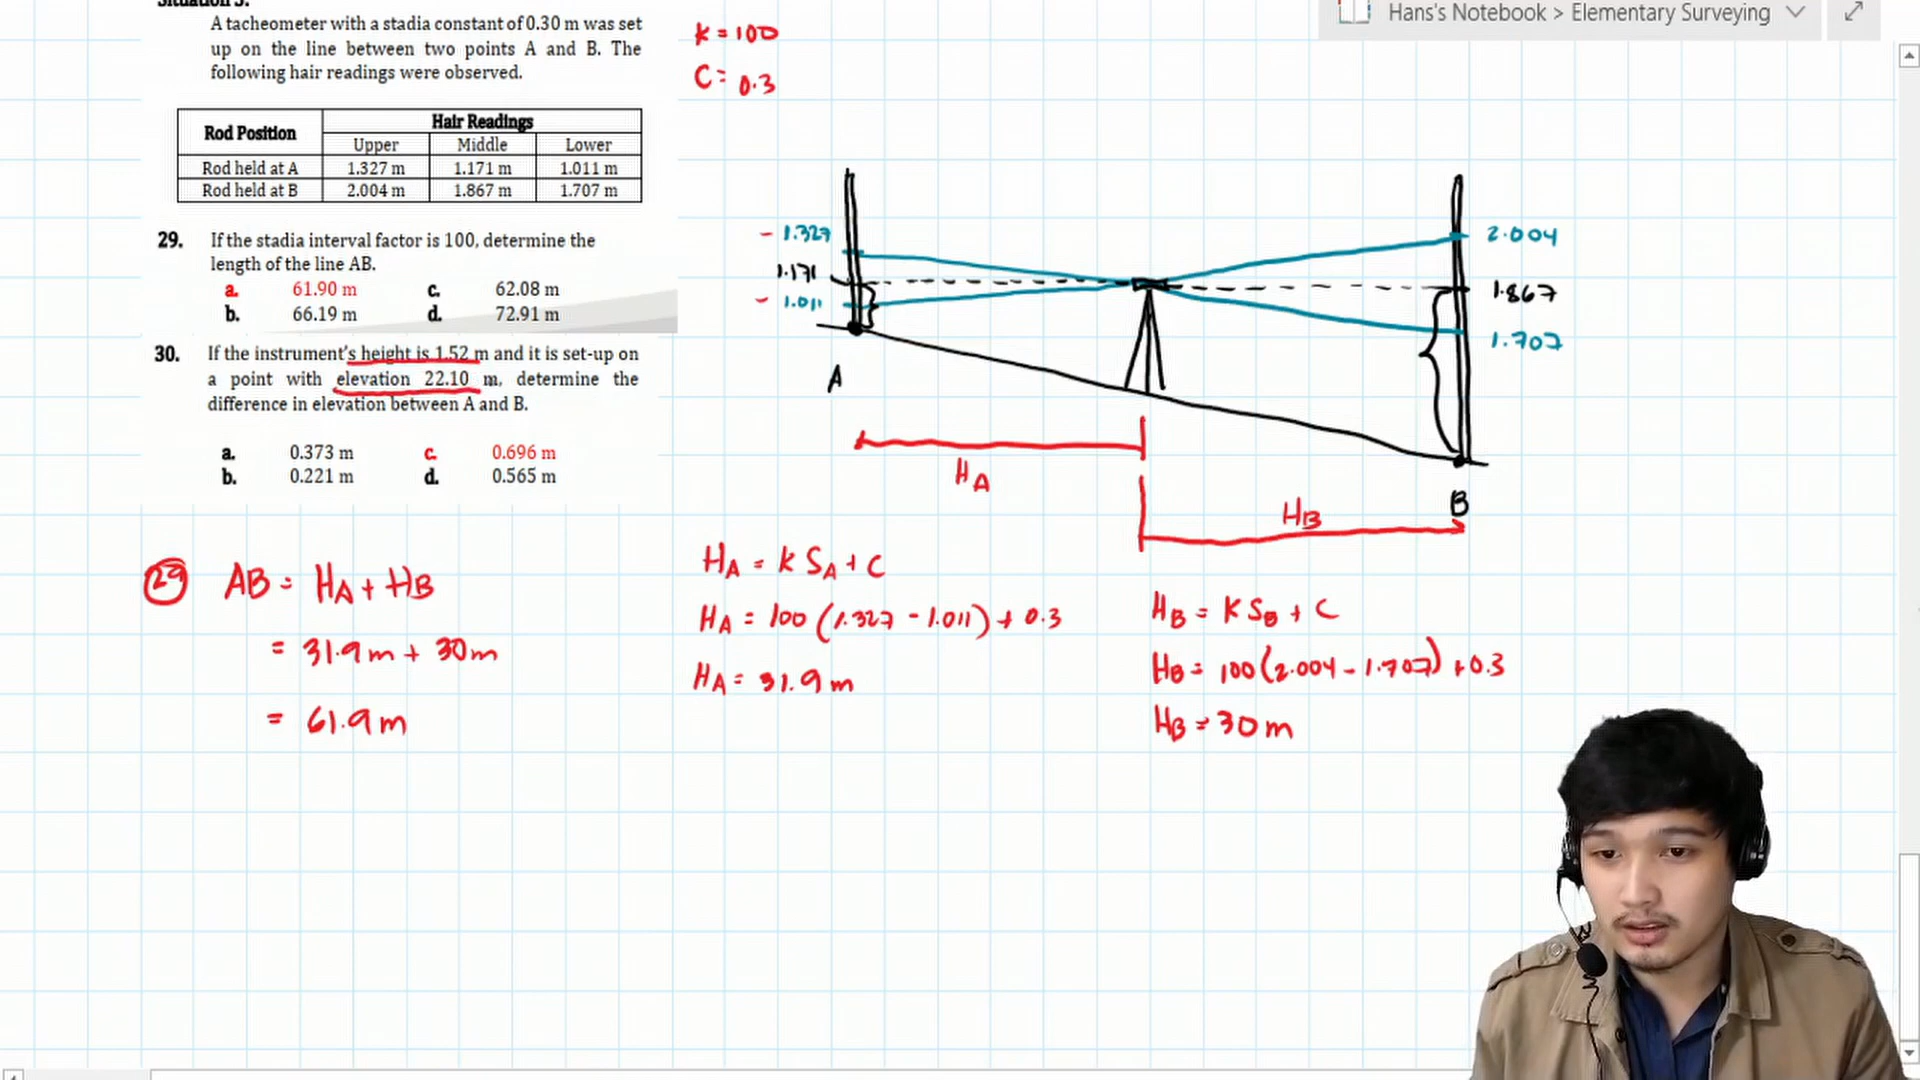 Situation 3.
A tacheometer with a stadia constant of 0.30 m was set
up on the line between two points A and B. The
following hair readings were observed.
Rod Position
Hair Readings
Upper Middle Lower
Rod held at A 1.327 m 1.171 m 1.011 m
Rod held at B 2.004 m 1.867 m 1.707 m
29. If the stadia interval factor is 100, determine the
length of the line AB.
a. 61.90 m c. 62.08 m
b. 66.19 m d. 72.91 m
30. If the instrument's height is 1.52 m and it is set-up on
a point with elevation 22.10 m, determine the
difference in elevation between A and B.
a. 0.373 m c. 0.696 m
b. 0.221 m d. 0.565 m
Hans's Notebook > Elementary Surveying
K = 100
C = 0.3
- 1.327
1.171
- 1.011
2.004
1.867
1.707
A
B
HA
HB
29 AB = HA + HB
= 31.9 m + 30 m
= 61.9 m
HA = K SA + C
HA = 100 (1.327 - 1.011) + 0.3
HA = 31.9 m
HB = K SB + C
HB = 100 (2.004 - 1.707) + 0.3
HB = 30 m